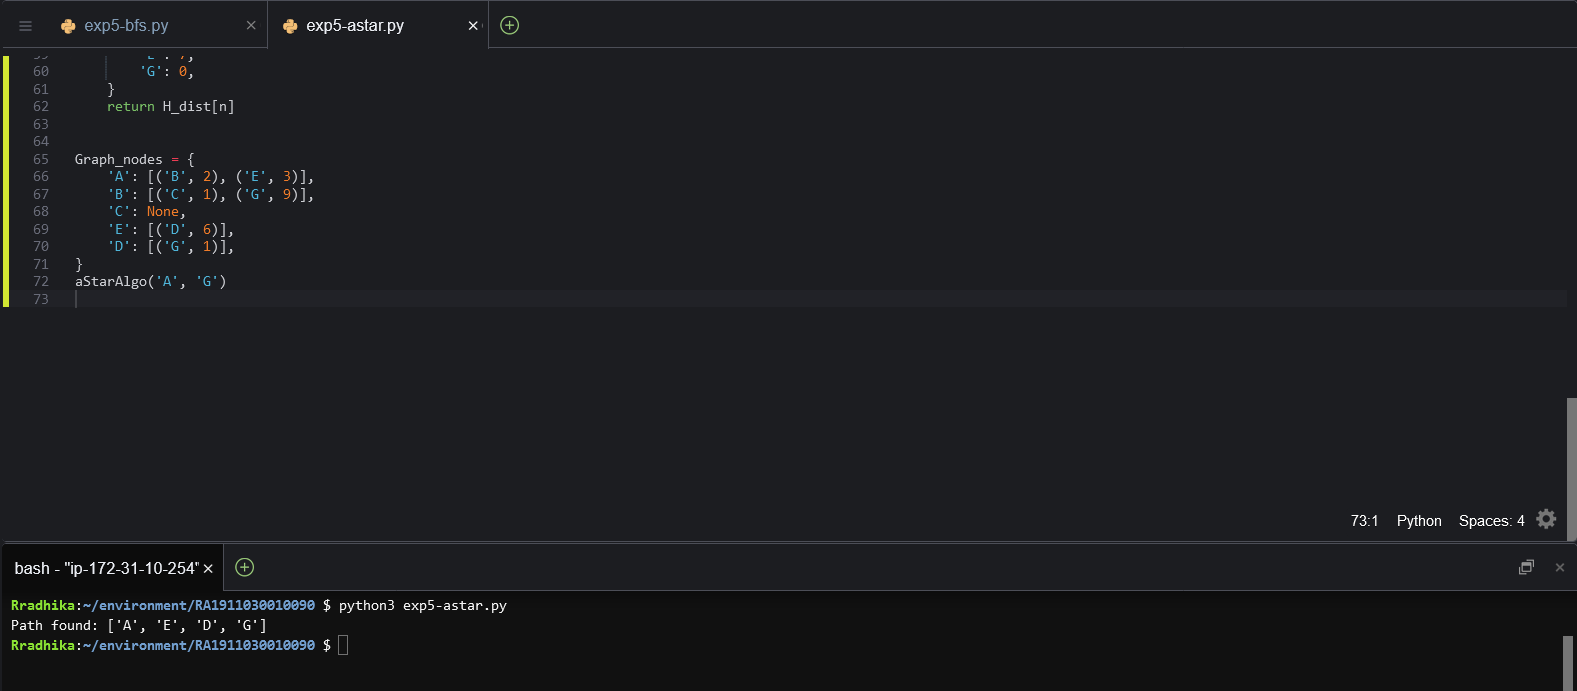 exp5-bfs.py
exp5-astar.py
60 'G': 0,
61 }
62 return H_dist[n]
63
64
65 Graph_nodes = {
66 'A': [('B', 2), ('E', 3)],
67 'B': [('C', 1), ('G', 9)],
68 'C': None,
69 'E': [('D', 6)],
70 'D': [('G', 1)],
71 }
72 aStarAlgo('A', 'G')
73
73:1 Python Spaces: 4
bash - "ip-172-31-10-254"
Rradhika:~/environment/RA1911030010090 $ python3 exp5-astar.py
Path found: ['A', 'E', 'D', 'G']
Rradhika:~/environment/RA1911030010090 $